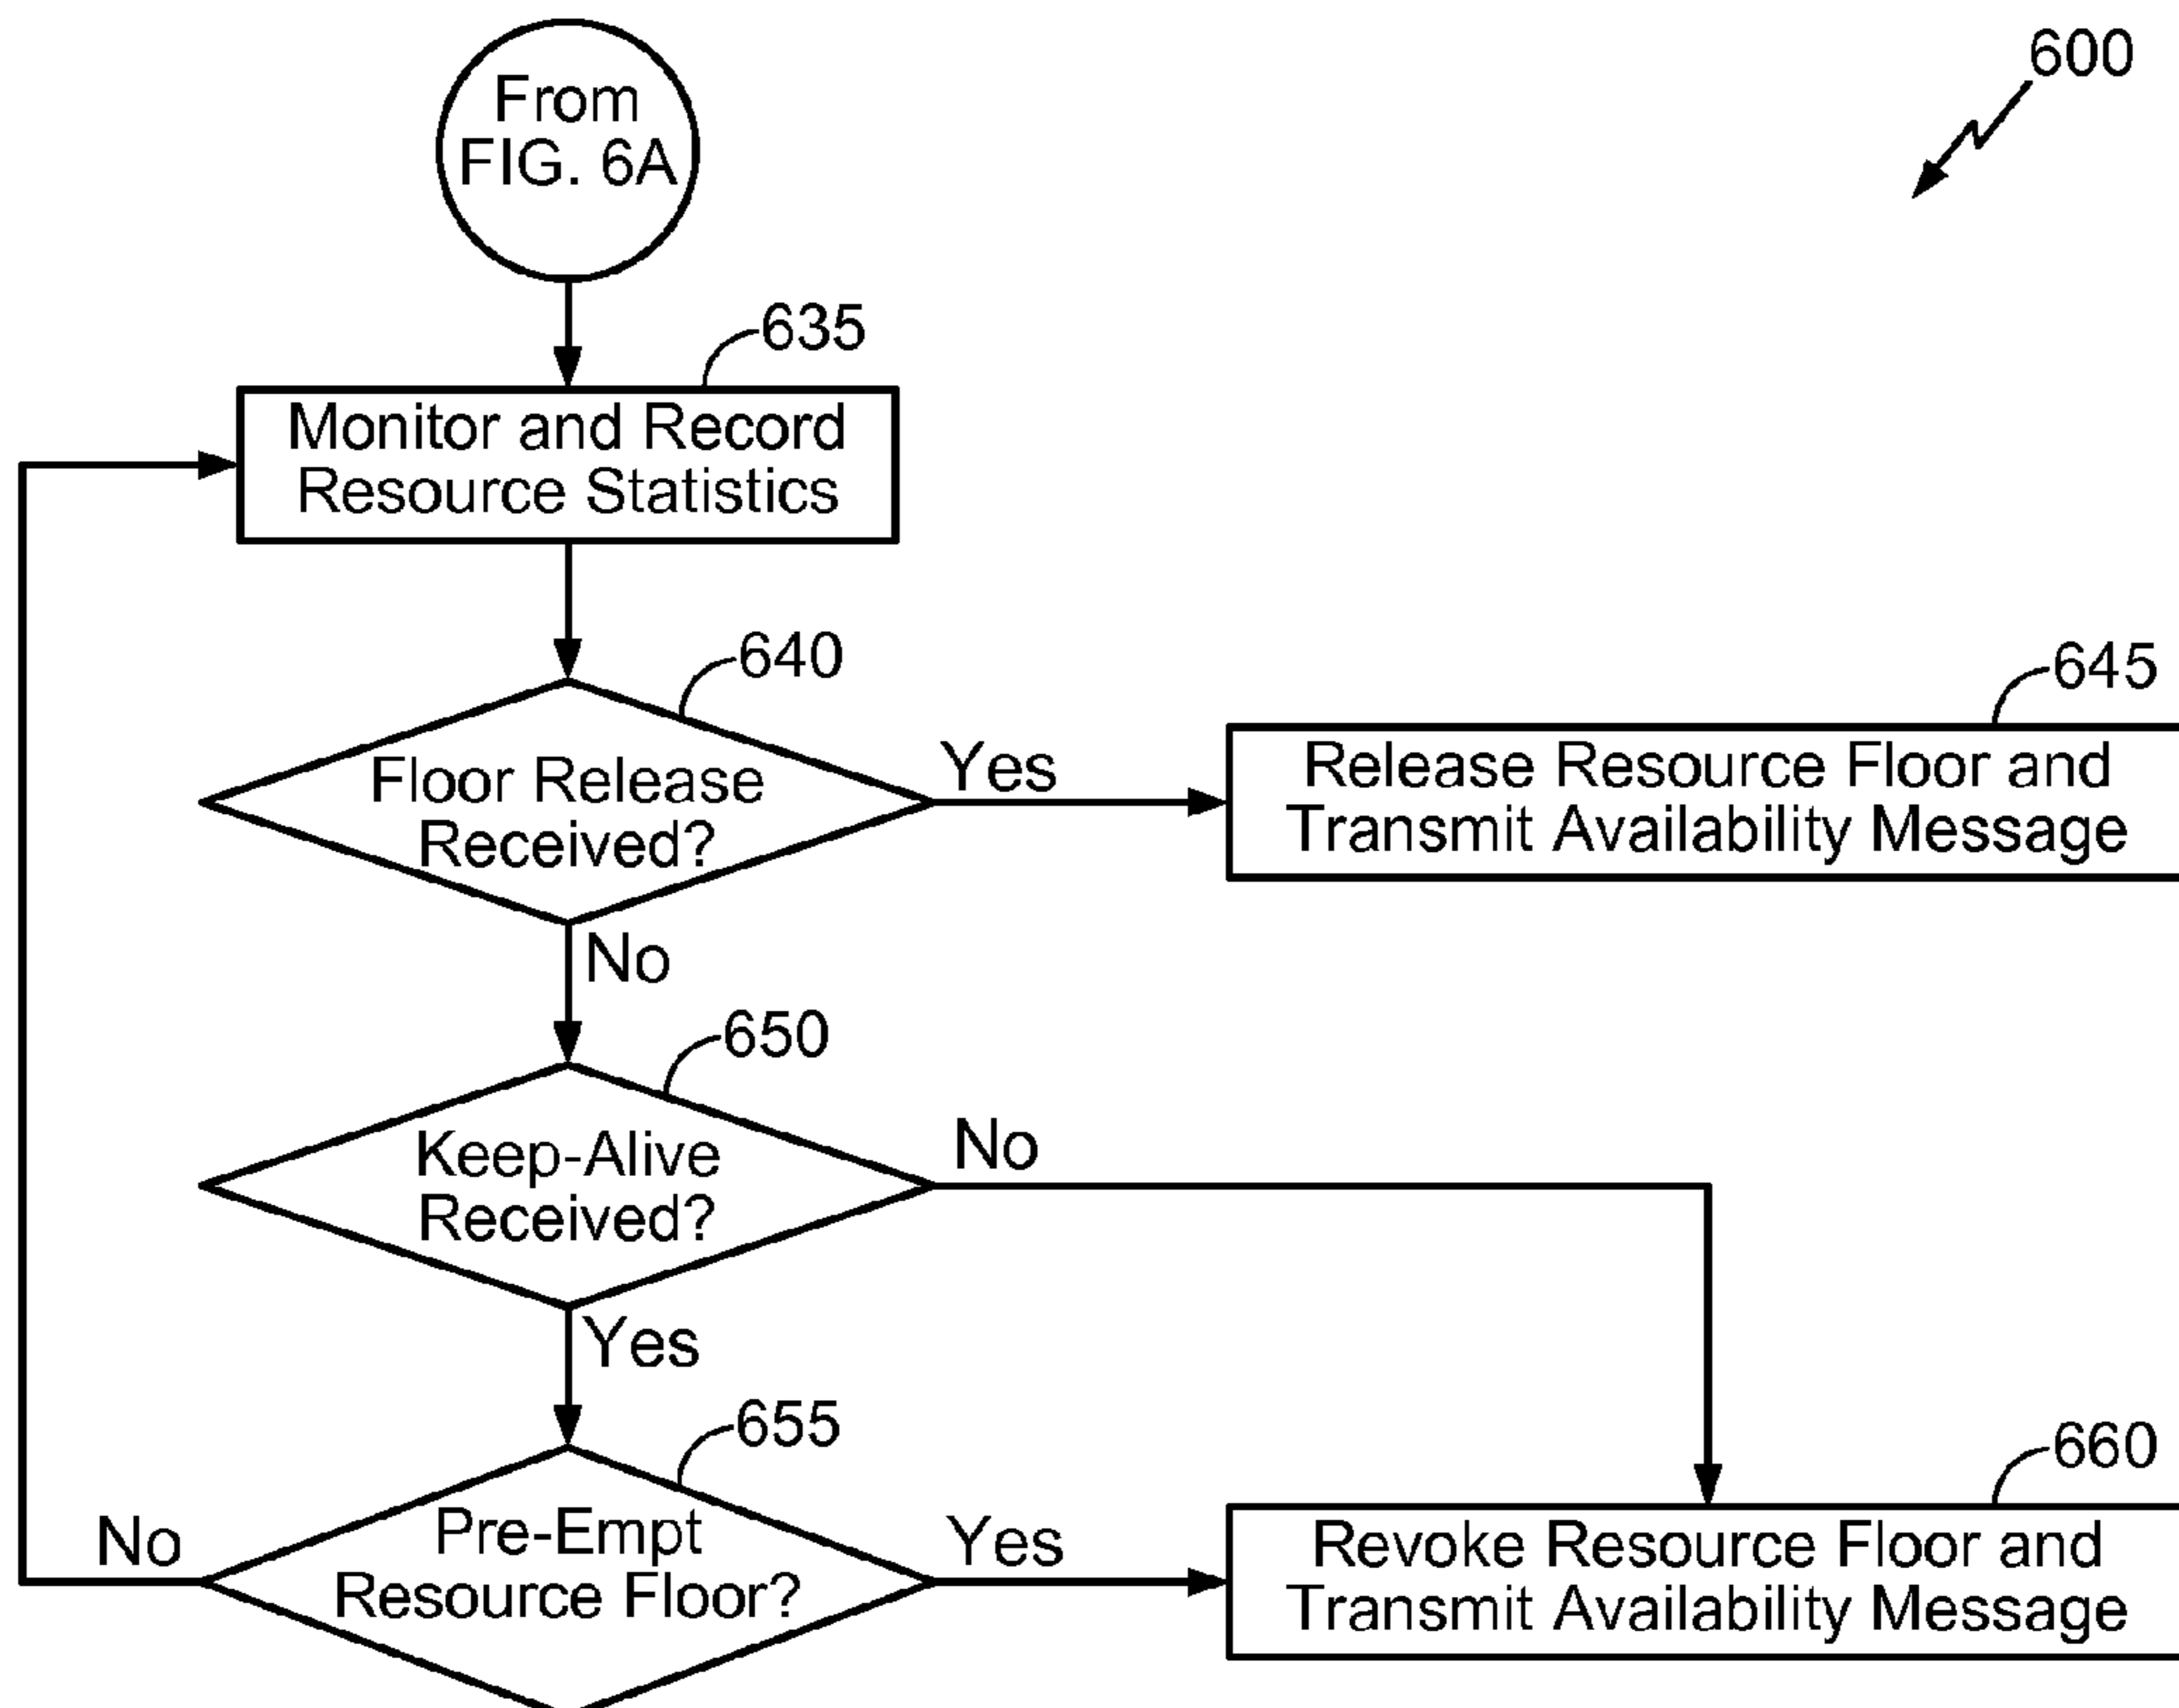 From
FIG. 6A
600
635
Monitor and Record
Resource Statistics
640
Floor Release
Received?
Yes
645
Release Resource Floor and
Transmit Availability Message
No
650
Keep-Alive
Received?
No
Yes
655
Pre-Empt
Resource Floor?
No
Yes
660
Revoke Resource Floor and
Transmit Availability Message